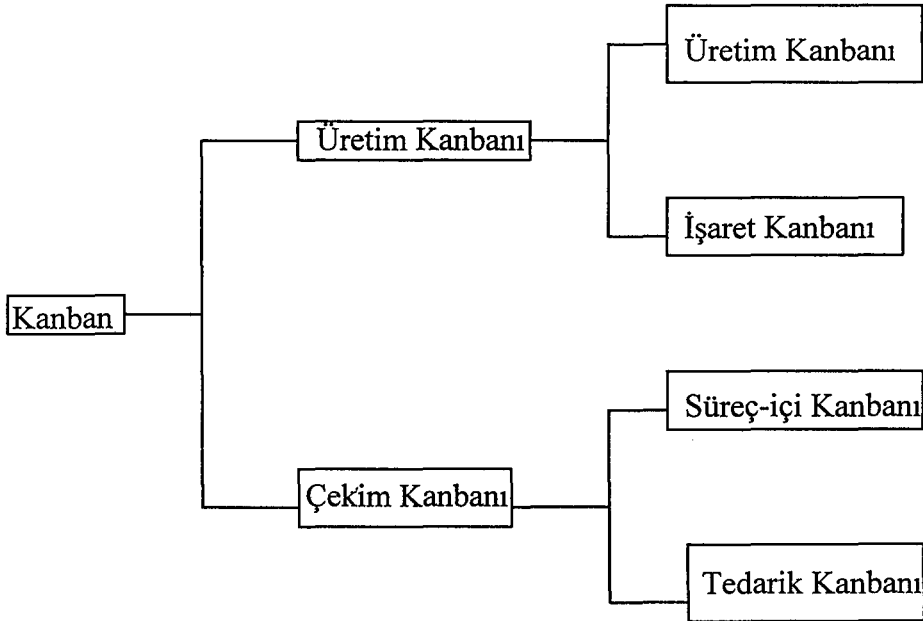 Üretim Kanbanı
Üretim Kanbanı
İşaret Kanbanı
Kanban
Süreç-içi Kanbanı
Çekim Kanbanı
Tedarik Kanbanı